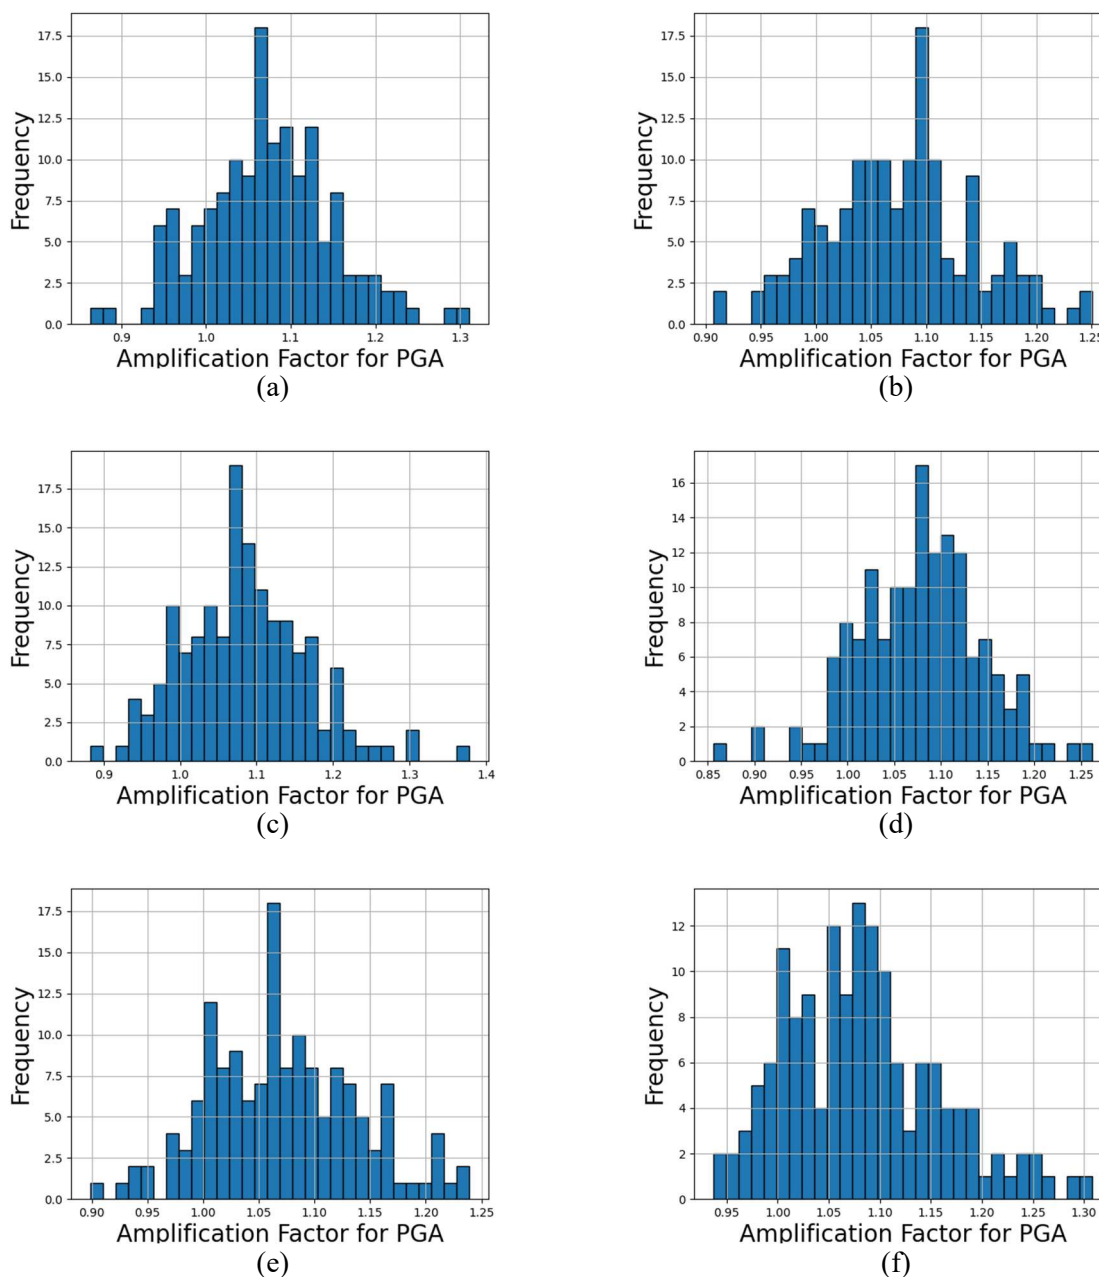 17.5
15.0
12.5
10.0
7.5
5.0
2.5
0.0
Frequency
0.9 1.0 1.1 1.2 1.3
Amplification Factor for PGA
(a)
17.5
15.0
12.5
10.0
7.5
5.0
2.5
0.0
Frequency
0.90 0.95 1.00 1.05 1.10 1.15 1.20 1.25
Amplification Factor for PGA
(b)
17.5
15.0
12.5
10.0
7.5
5.0
2.5
0.0
Frequency
0.9 1.0 1.1 1.2 1.3 1.4
Amplification Factor for PGA
(c)
16
14
12
10
8
6
4
2
0
Frequency
0.85 0.90 0.95 1.00 1.05 1.10 1.15 1.20 1.25
Amplification Factor for PGA
(d)
17.5
15.0
12.5
10.0
7.5
5.0
2.5
0.0
Frequency
0.90 0.95 1.00 1.05 1.10 1.15 1.20 1.25
Amplification Factor for PGA
(e)
12
10
8
6
4
2
0
Frequency
0.95 1.00 1.05 1.10 1.15 1.20 1.25 1.30
Amplification Factor for PGA
(f)